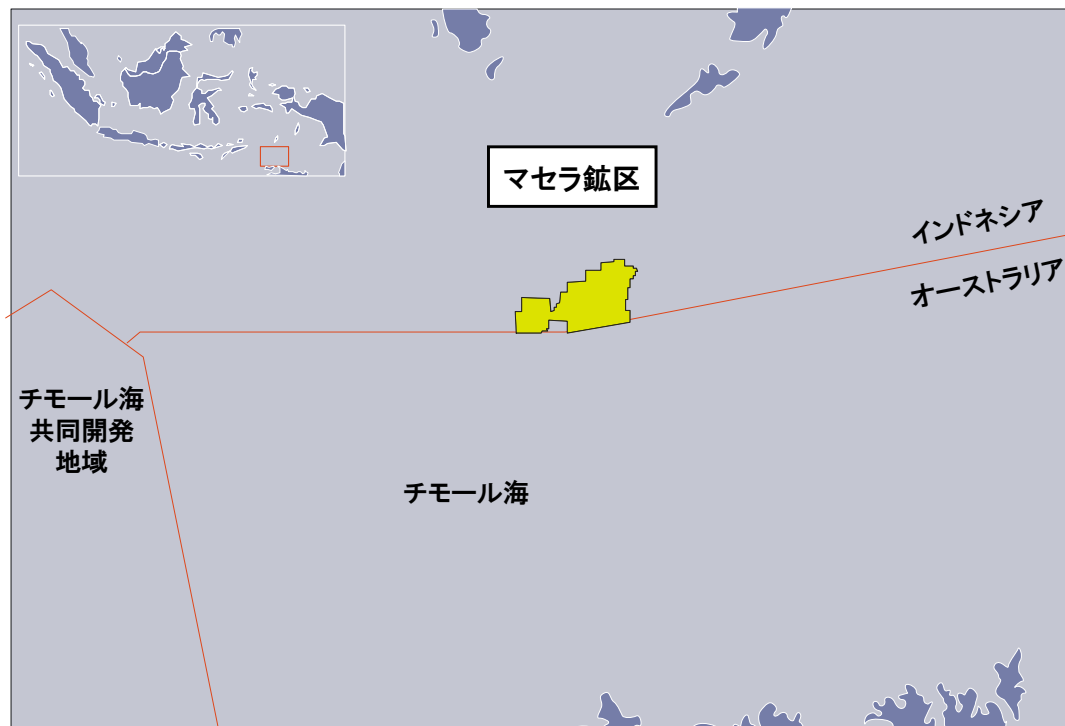 マセラ鉱区
インドネシア
オーストラリア
チモール海
共同開発
地域
チモール海